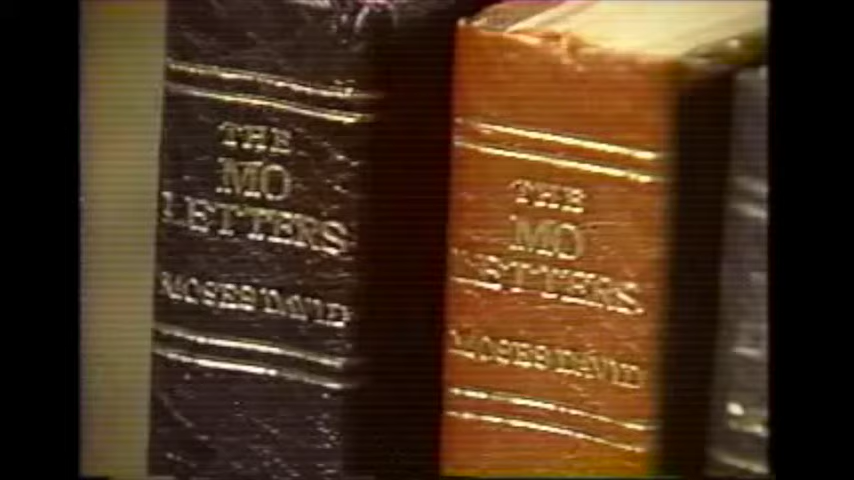 THE
MO
LETTERS
MOSES DAVID
THE
MO
LETTERS
MOSES DAVID